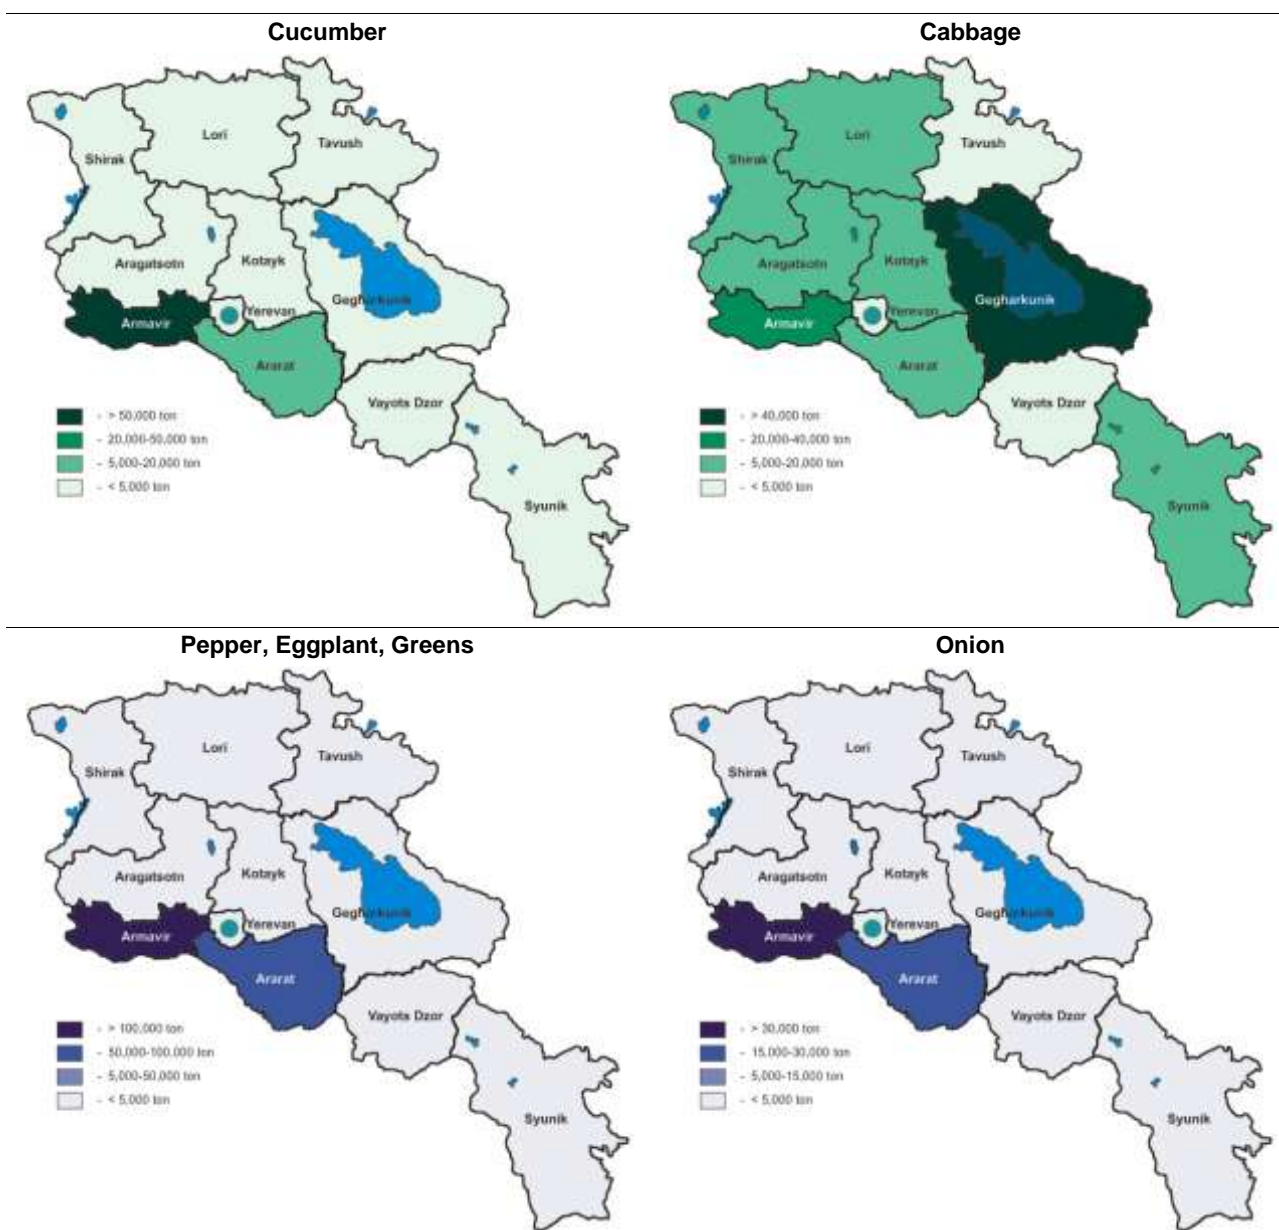 Cucumber
Lori
Tavush
Shirak
Aragatsotn
Kotayk
Gegharkunik
Yerevan
Armavir
Ararat
Vayots Dzor
Syunik
- > 50,000 ton
- 20,000-50,000 ton
- 5,000-20,000 ton
- < 5,000 ton
Cabbage
Lori
Tavush
Shirak
Aragatsotn
Kotayk
Gegharkunik
Yerevan
Armavir
Ararat
Vayots Dzor
Syunik
- > 40,000 ton
- 20,000-40,000 ton
- 5,000-20,000 ton
- < 5,000 ton
Pepper, Eggplant, Greens
Lori
Tavush
Shirak
Aragatsotn
Kotayk
Gegharkunik
Yerevan
Armavir
Ararat
Vayots Dzor
Syunik
- > 100,000 ton
- 50,000-100,000 ton
- 5,000-50,000 ton
- < 5,000 ton
Onion
Lori
Tavush
Shirak
Aragatsotn
Kotayk
Gegharkunik
Yerevan
Armavir
Ararat
Vayots Dzor
Syunik
- > 30,000 ton
- 15,000-30,000 ton
- 5,000-15,000 ton
- < 5,000 ton